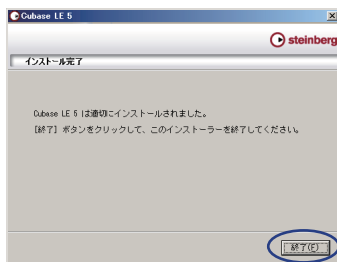 Cubase LE 5
steinberg
インストール完了
Cubase LE 5 は適切にインストールされました。
[終了] ボタンをクリックして、このインストーラーを終了してください。
終了(F)